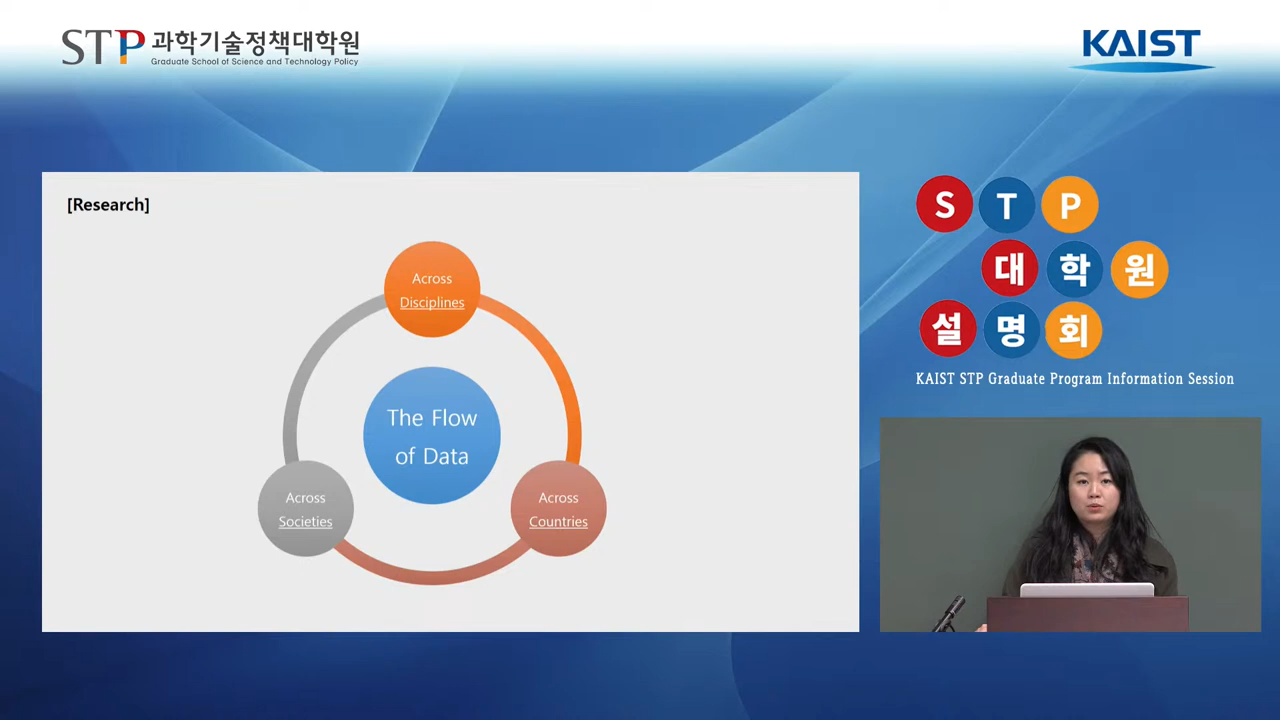 STP 과학기술정책대학원
Graduate School of Science and Technology Policy
KAIST
[Research]
Across
Disciplines
The Flow
of Data
Across
Societies
Across
Countries
S T P
대 학 원
설 명 회
KAIST STP Graduate Program Information Session